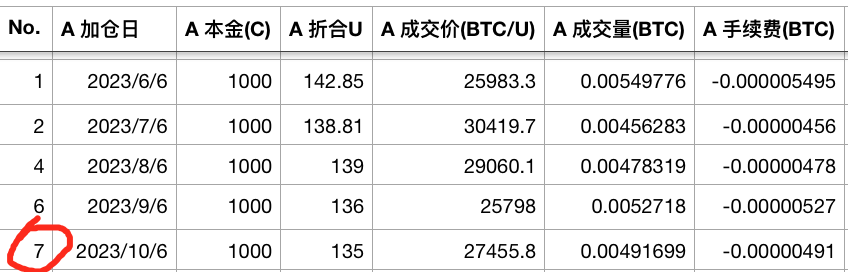 No. A 加仓日 A 本金(C) A 折合U A 成交价(BTC/U) A 成交量(BTC) A 手续费(BTC)
1 2023/6/6 1000 142.85 25983.3 0.00549776 -0.000005495
2 2023/7/6 1000 138.81 30419.7 0.00456283 -0.00000456
4 2023/8/6 1000 139 29060.1 0.00478319 -0.00000478
6 2023/9/6 1000 136 25798 0.0052718 -0.00000527
7 2023/10/6 1000 135 27455.8 0.00491699 -0.00000491